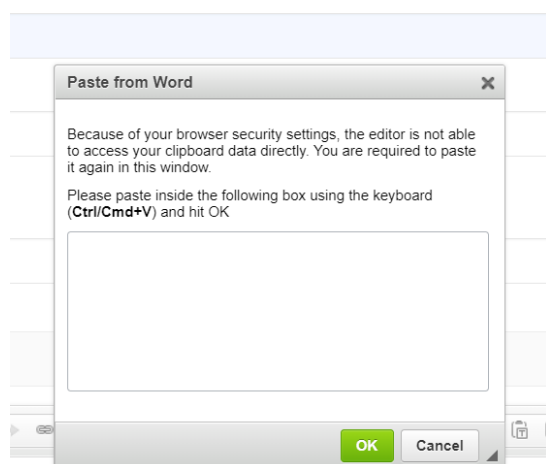 Paste from Word
Because of your browser security settings, the editor is not able
to access your clipboard data directly. You are required to paste
it again in this window.
Please paste inside the following box using the keyboard
(Ctrl/Cmd+V) and hit OK
OK
Cancel